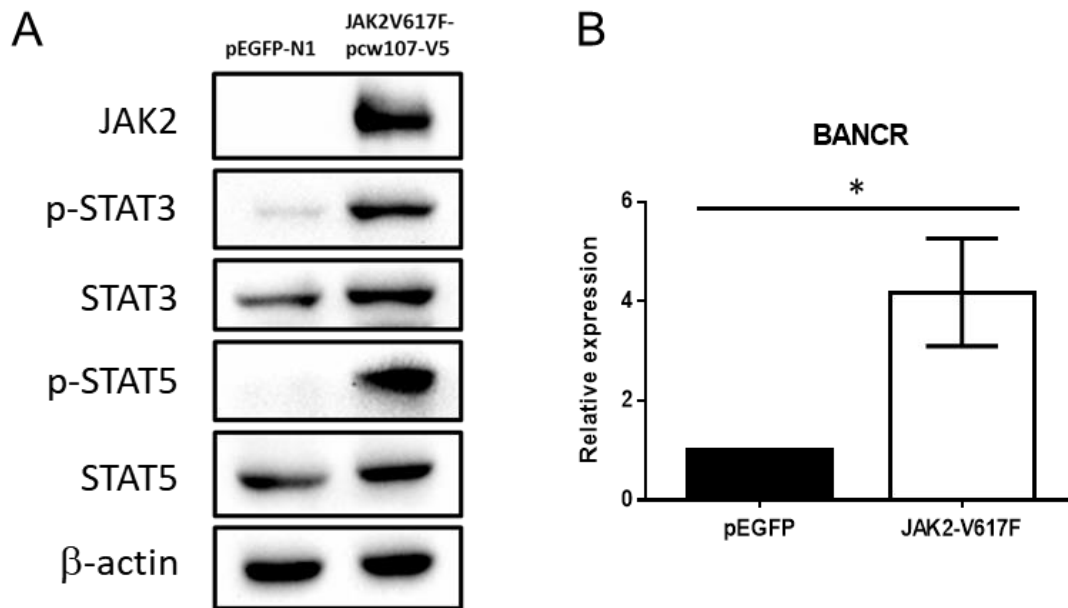 A
pEGFP-N1
JAK2V617F-
pcw107-V5
JAK2
p-STAT3
STAT3
p-STAT5
STAT5
β-actin
B
BANCR
*
6
4
2
0
Relative expression
pEGFP
JAK2-V617F